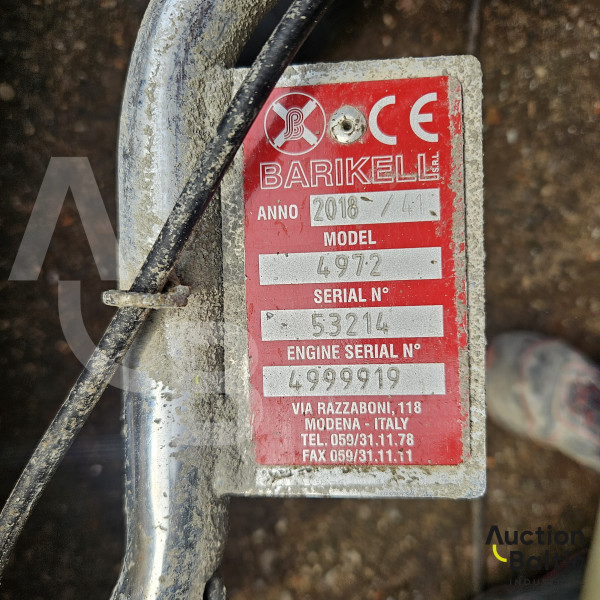 B CE
BARIKELL S.R.L.
ANNO 2018 / 41
MODEL
4972
SERIAL N°
53214
ENGINE SERIAL N°
4999919
VIA RAZZABONI, 118
MODENA - ITALY
TEL. 059/31.11.78
FAX 059/31.11.11
Auction